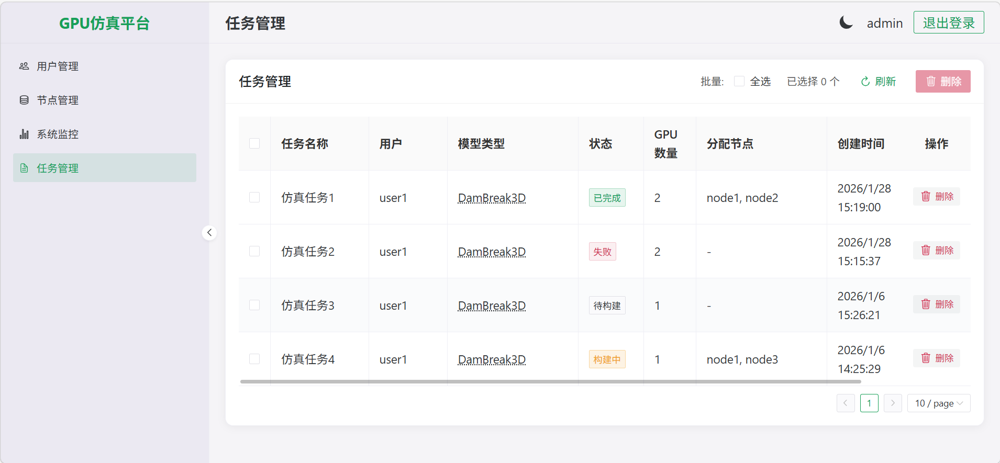 GPU仿真平台
任务管理
admin
退出登录
用户管理
节点管理
系统监控
任务管理
任务管理
批量:
全选
已选择 0 个
刷新
删除
任务名称
用户
模型类型
状态
GPU
数量
分配节点
创建时间
操作
仿真任务1
user1
DamBreak3D
已完成
2
node1, node2
2026/1/28
15:19:00
删除
仿真任务2
user1
DamBreak3D
失败
2
-
2026/1/28
15:15:37
删除
仿真任务3
user1
DamBreak3D
待构建
1
-
2026/1/6
15:26:21
删除
仿真任务4
user1
DamBreak3D
构建中
1
node1, node3
2026/1/6
14:25:29
删除
1
10 / page